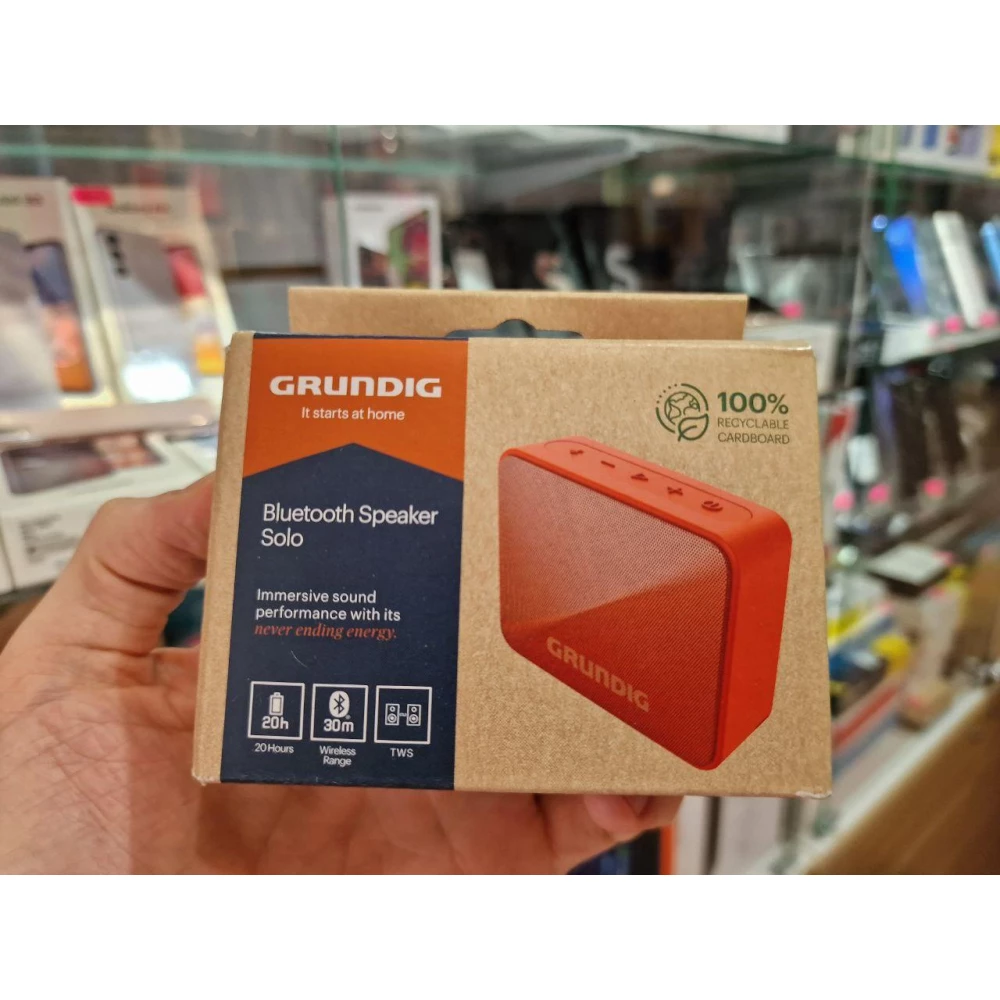 GRUNDIG
It starts at home
Bluetooth Speaker
Solo
Immersive sound
performance with its
never ending energy.
20h
20 Hours
30m
Wireless
Range
TWS
100%
RECYCLABLE
CARDBOARD
GRUNDIG